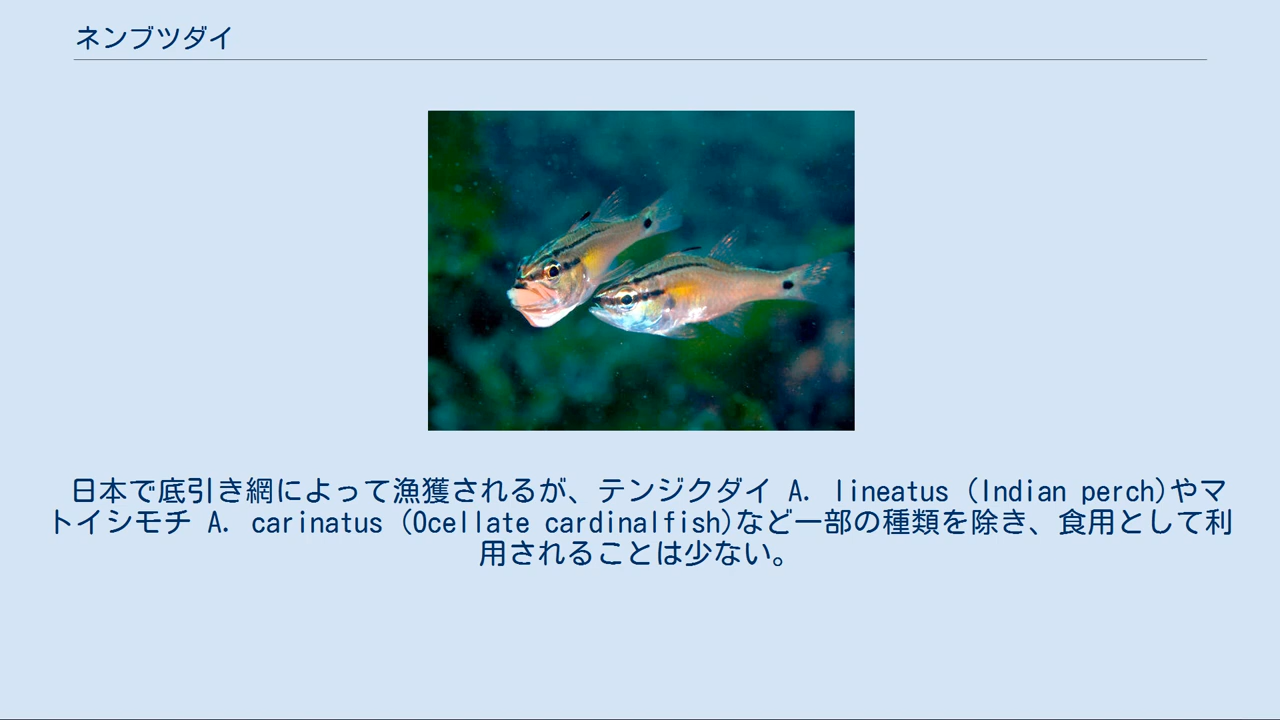 ネンブツダイ
日本で底引き網によって漁獲されるが、テンジクダイ A. lineatus (Indian perch)やマ
トイシモチ A. carinatus (Ocellate cardinalfish)など一部の種類を除き、食用として利
用されることは少ない。